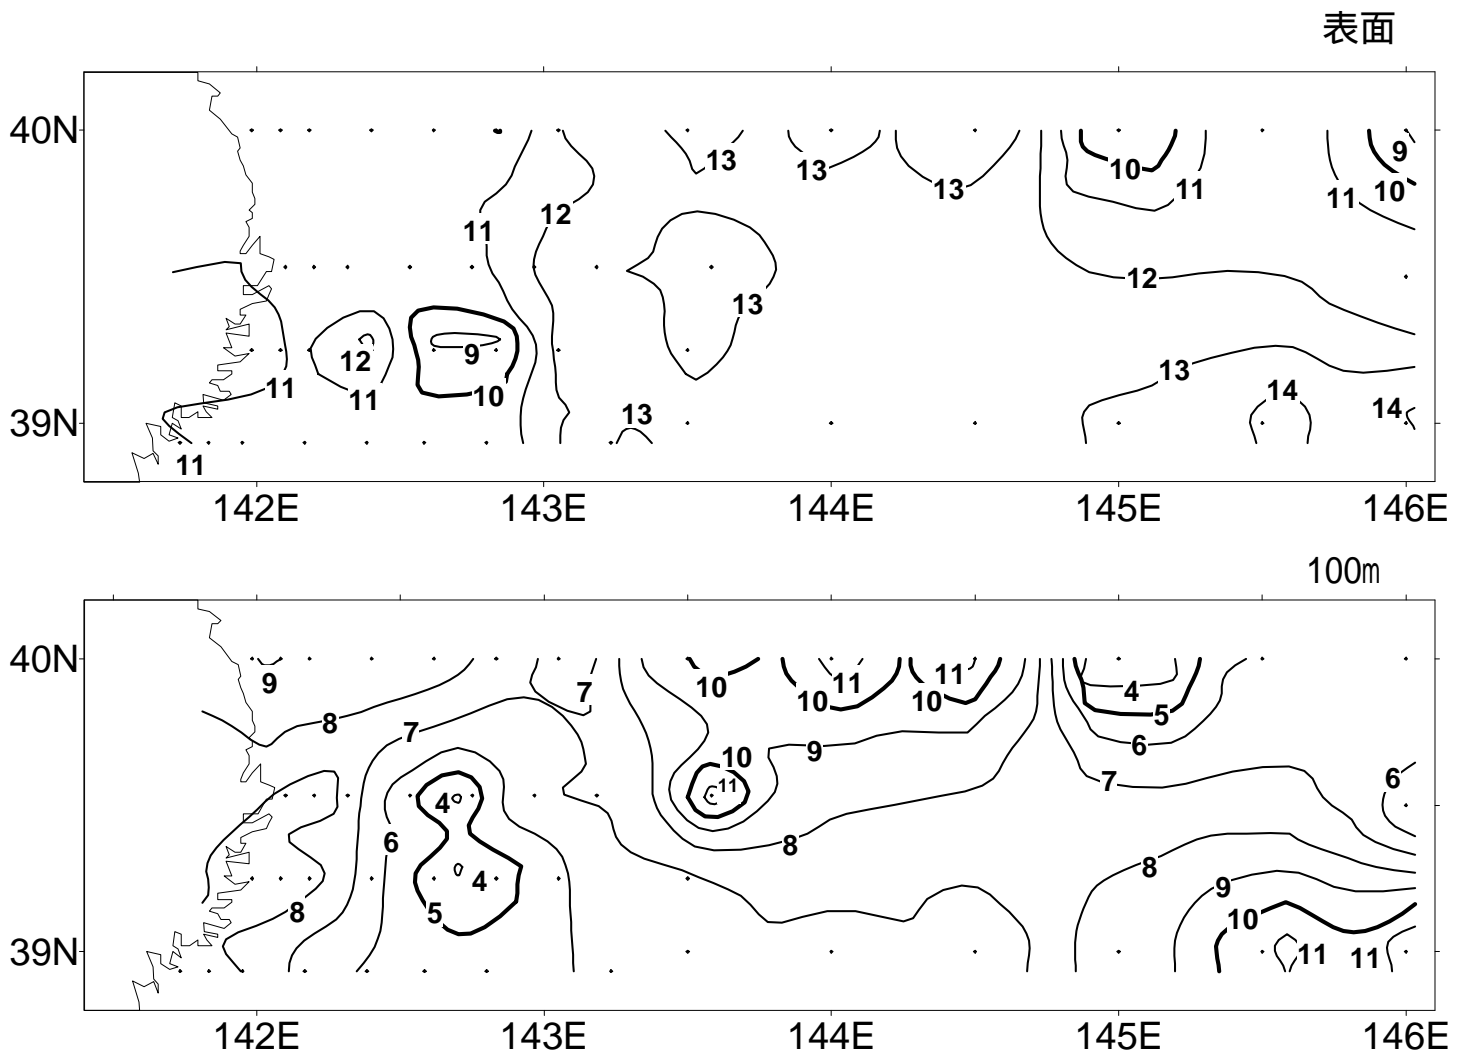 表面
40N
13 13 13 10 11 9 10 11
11 12
12
13
12 9 13 14
11 11 10 13 14
39N
11
142E 143E 144E 145E 146E
100m
40N
9 7 10 10 11 10 11 4 5
8 7 10 9 6
4 11 7 6
6 8 8
8 5 4 9 10
39N 11 11
142E 143E 144E 145E 146E